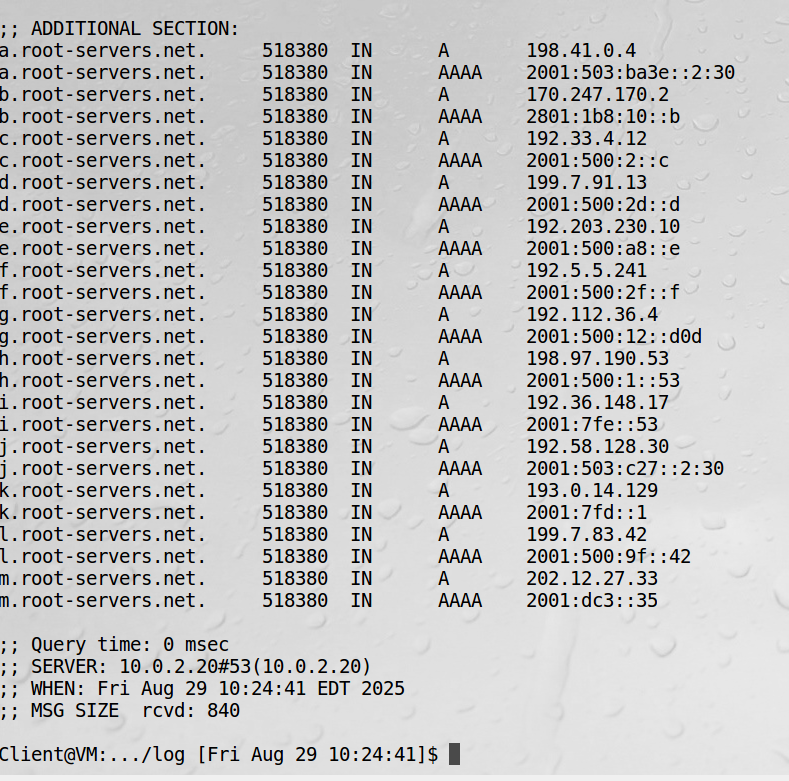 ;; ADDITIONAL SECTION:
a.root-servers.net. 518380 IN A 198.41.0.4
a.root-servers.net. 518380 IN AAAA 2001:503:ba3e::2:30
b.root-servers.net. 518380 IN A 170.247.170.2
b.root-servers.net. 518380 IN AAAA 2801:1b8:10::b
c.root-servers.net. 518380 IN A 192.33.4.12
c.root-servers.net. 518380 IN AAAA 2001:500:2::c
d.root-servers.net. 518380 IN A 199.7.91.13
d.root-servers.net. 518380 IN AAAA 2001:500:2d::d
e.root-servers.net. 518380 IN A 192.203.230.10
e.root-servers.net. 518380 IN AAAA 2001:500:a8::e
f.root-servers.net. 518380 IN A 192.5.5.241
f.root-servers.net. 518380 IN AAAA 2001:500:2f::f
g.root-servers.net. 518380 IN A 192.112.36.4
g.root-servers.net. 518380 IN AAAA 2001:500:12::d0d
h.root-servers.net. 518380 IN A 198.97.190.53
h.root-servers.net. 518380 IN AAAA 2001:500:1::53
i.root-servers.net. 518380 IN A 192.36.148.17
i.root-servers.net. 518380 IN AAAA 2001:7fe::53
j.root-servers.net. 518380 IN A 192.58.128.30
j.root-servers.net. 518380 IN AAAA 2001:503:c27::2:30
k.root-servers.net. 518380 IN A 193.0.14.129
k.root-servers.net. 518380 IN AAAA 2001:7fd::1
l.root-servers.net. 518380 IN A 199.7.83.42
l.root-servers.net. 518380 IN AAAA 2001:500:9f::42
m.root-servers.net. 518380 IN A 202.12.27.33
m.root-servers.net. 518380 IN AAAA 2001:dc3::35
;; Query time: 0 msec
;; SERVER: 10.0.2.20#53(10.0.2.20)
;; WHEN: Fri Aug 29 10:24:41 EDT 2025
;; MSG SIZE rcvd: 840
Client@VM:.../log [Fri Aug 29 10:24:41]$